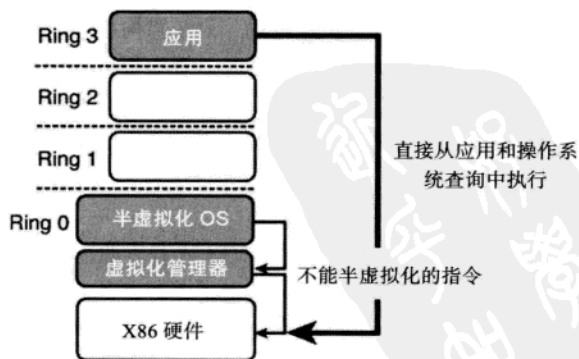 Ring 3
应用
Ring 2
Ring 1
直接从应用和操作系
统查询中执行
Ring 0
半虚拟化 OS
虚拟化管理器
不能半虚拟化的指令
X86 硬件